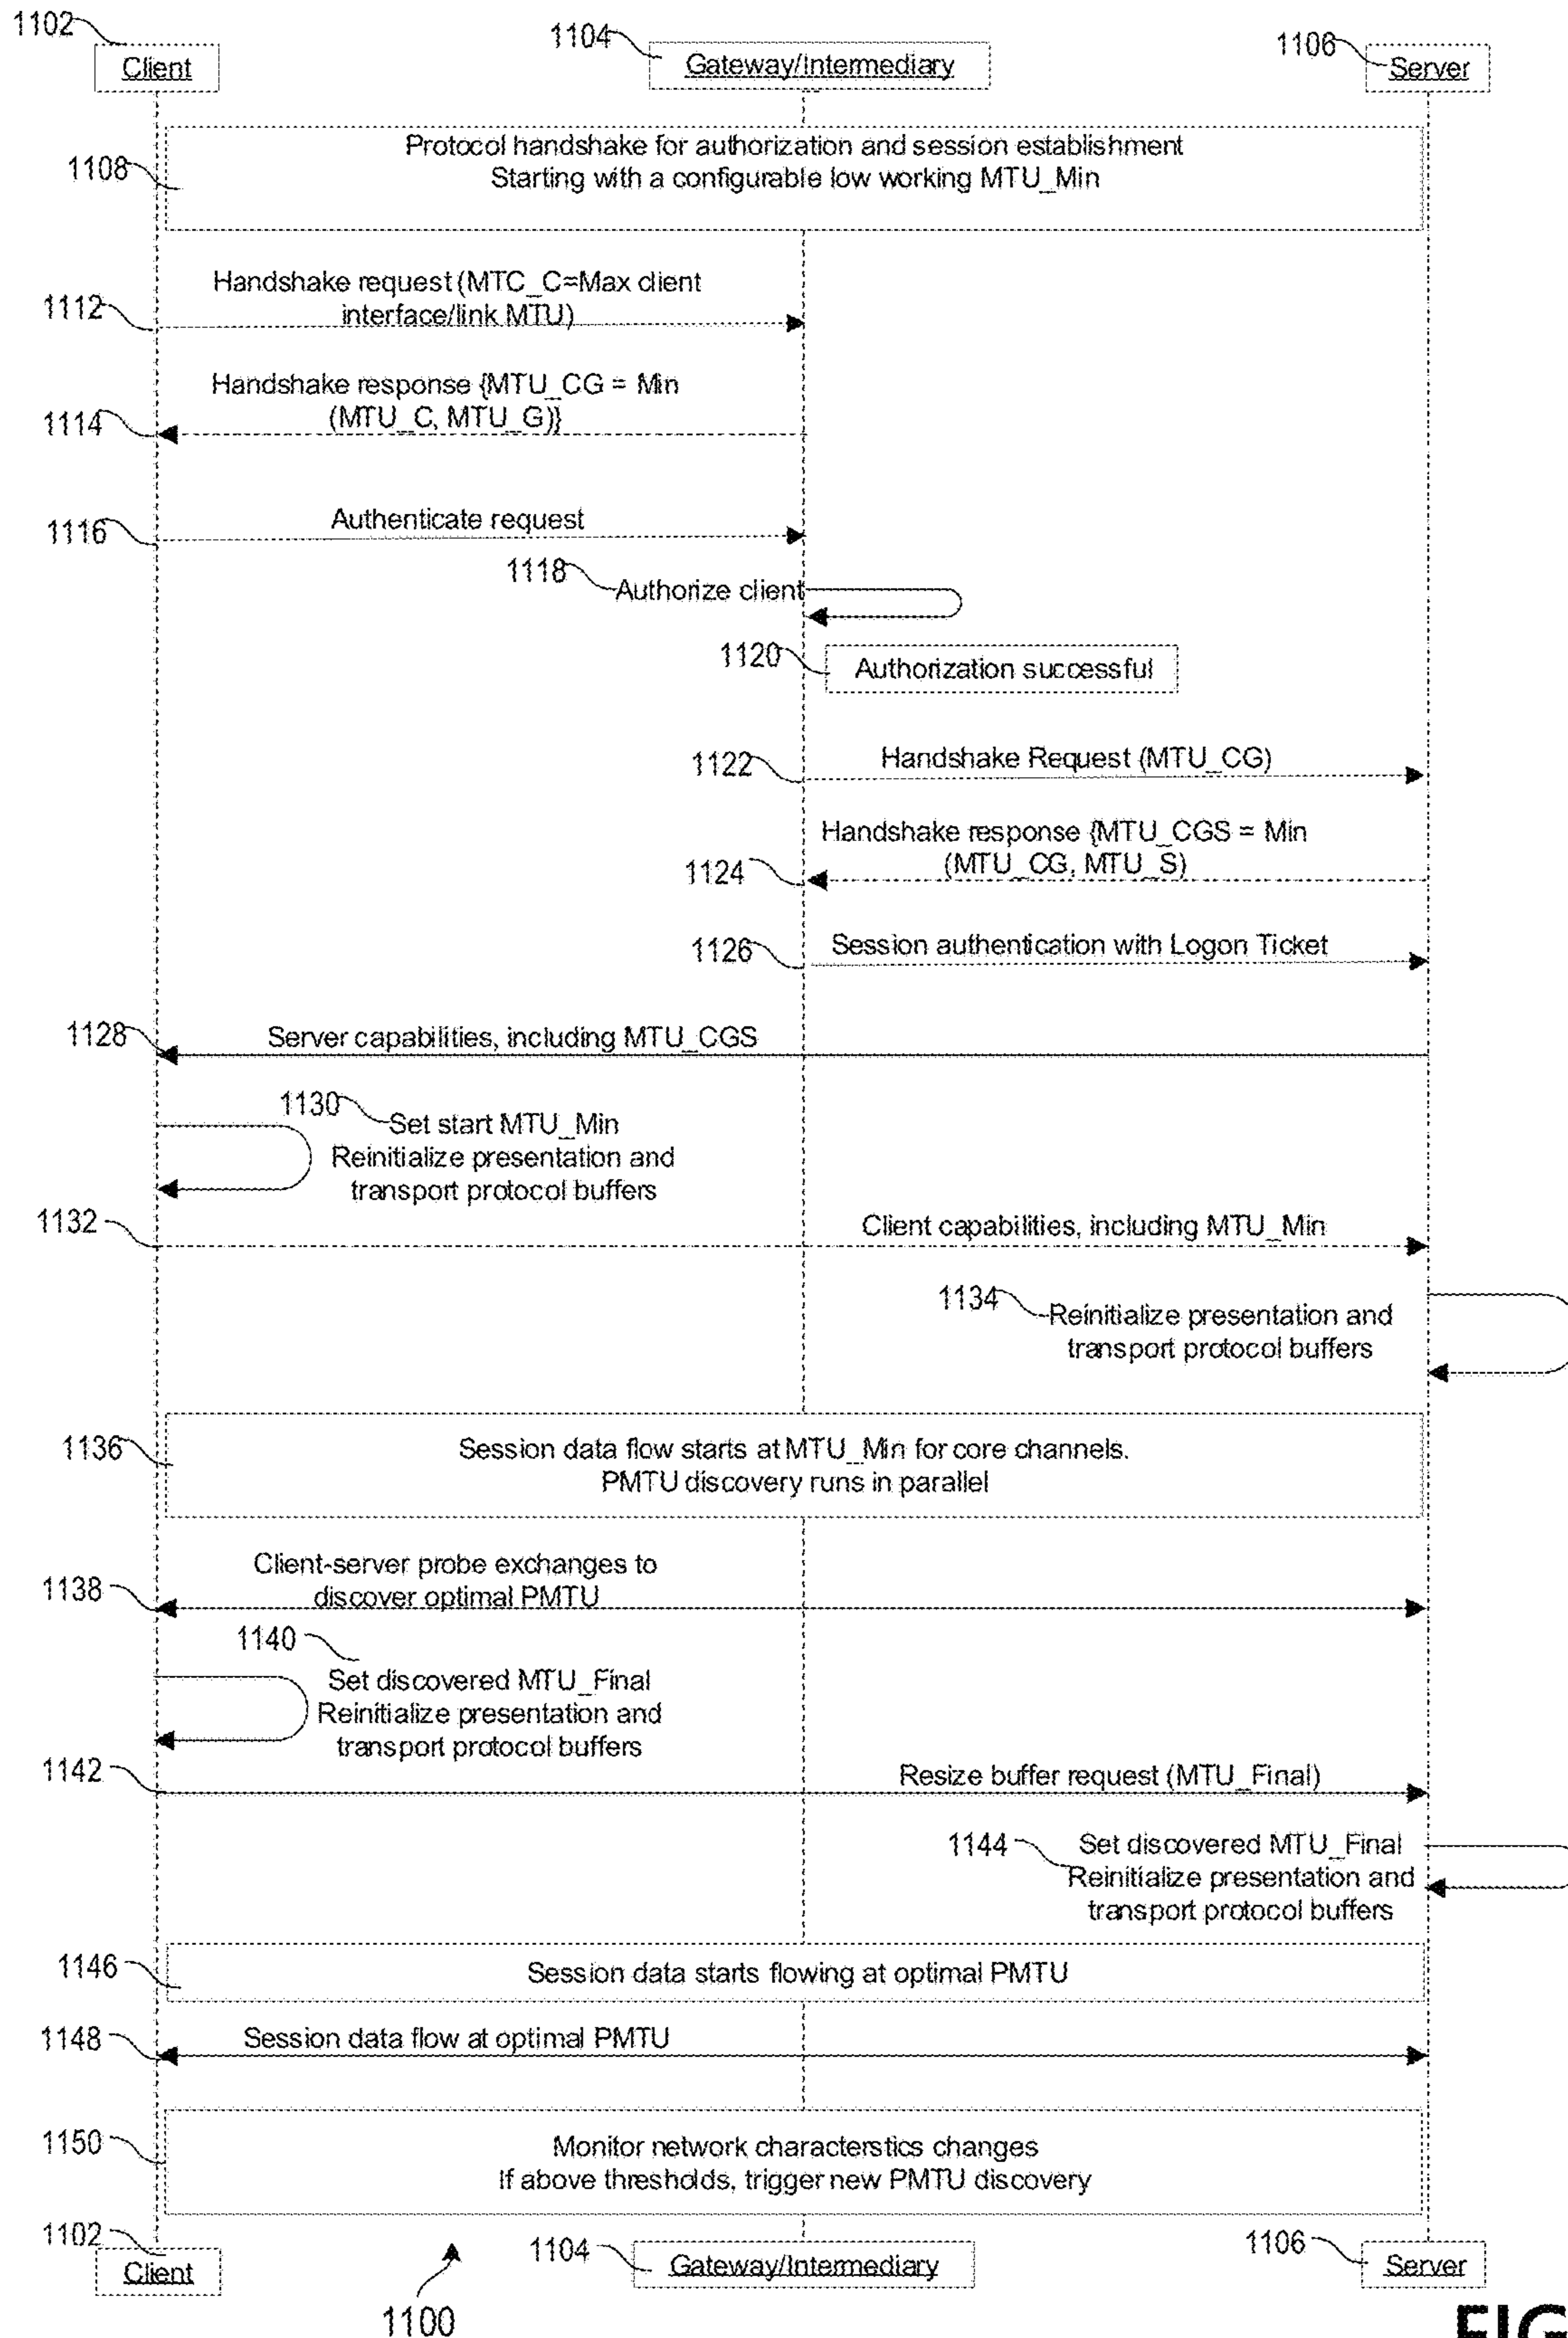 1102
Client
1104
Gateway/Intermediary
1106
Server
1108
Protocol handshake for authorization and session establishment
Starting with a configurable low working MTU_Min
1112
Handshake request (MTC_C=Max client
interface/link MTU)
1114
Handshake response {MTU_CG = Min
(MTU_C, MTU_G)}
1116
Authenticate request
1118
Authorize client
1120
Authorization successful
1122
Handshake Request (MTU_CG)
1124
Handshake response {MTU_CGS = Min
(MTU_CG, MTU_S)
1126
Session authentication with Logon Ticket
1128
Server capabilities, including MTU_CGS
1130
Set start MTU_Min
Reinitialize presentation and
transport protocol buffers
1132
Client capabilities, including MTU_Min
1134
Reinitialize presentation and
transport protocol buffers
1136
Session data flow starts at MTU_Min for core channels.
PMTU discovery runs in parallel
1138
Client-server probe exchanges to
discover optimal PMTU
1140
Set discovered MTU_Final
Reinitialize presentation and
transport protocol buffers
1142
Resize buffer request (MTU_Final)
1144
Set discovered MTU_Final
Reinitialize presentation and
transport protocol buffers
1146
Session data starts flowing at optimal PMTU
1148
Session data flow at optimal PMTU
1150
Monitor network characterstics changes
If above thresholds, trigger new PMTU discovery
1102
Client
1104
Gateway/Intermediary
1106
Server
1100
FIG